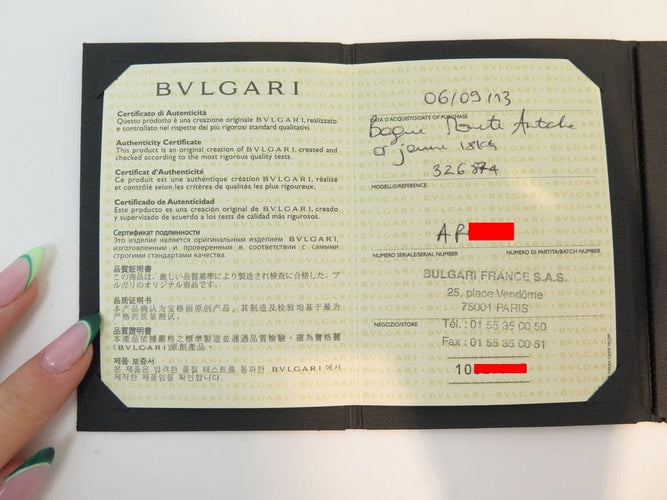 BVLGARI
Certificato di Autenticità
Questo prodotto è una creazione originale BVLGARI, realizzato
e controllato nel rispetto dei più rigorosi standard qualitativi.
Authenticity Certificate
This product is an original creation of BVLGARI, created and
checked according to the most rigorous quality tests.
Certificat d'Authenticité
Ce produit est une authentique création BVLGARI, réalisé
et contrôlé selon les critères de qualités les plus rigoureux.
Certificado de Autenticidad
Este producto es una creación original de BVLGARI, creado
y supervisado de acuerdo a los tests de calidad más rigurosos.
Сертификат подлинности
Это изделие является оригинальным изделием BVLGARI,
изготовленным и проверенным в соответствии с самыми
строгими стандартами качества.
品質証明書
この商品は、厳しい品質基準により製造され検査に合格した、ブ
ルガリのオリジナル商品です。
品质证明书
本产品确认为宝格丽原创产品，其制造及检验均基于最为
严格的质量测试。
品質證明書
本產品依據嚴格之標準製造並通過品質檢驗，確為寶格麗
(BVLGARI)原創產品。
제품 보증서
본 제품은 엄격한 품질 테스트를 통과한 BVLGARI 에서
제작한 제품임을 확인합니다.
06/09/13
DATA D'ACQUISTO/DATE OF PURCHASE
Bague Monete Antiche
or jaune 18K
326874
MODELLO/REFERENCE
AR
NUMERO SERIALE/SERIAL NUMBER
NUMERO DI PARTITA/BATCH NUMBER
BULGARI FRANCE S.A.S.
25, place Vendôme
75001 PARIS
NEGOZIO/STORE
Tél. : 01 55 35 00 50
Fax : 01 55 35 00 51
10